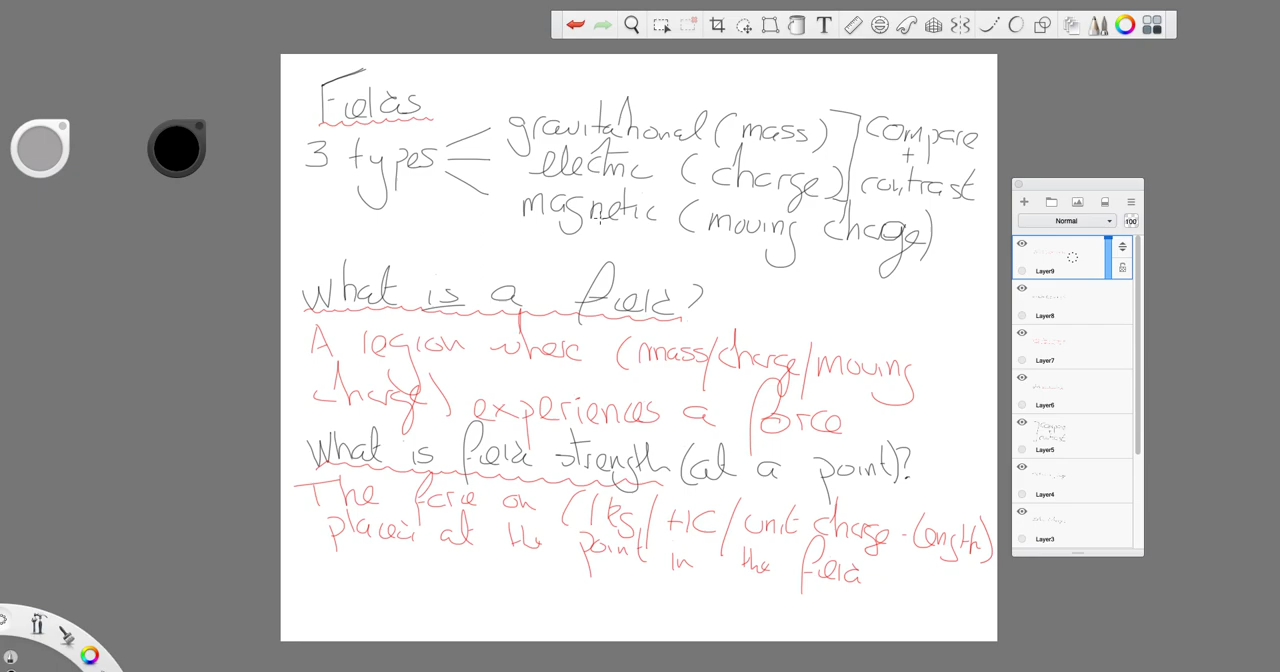 Fields
3 types
gravitational (mass)
electric (charge)
magnetic (moving charge)
compare
+
contrast
What is a field?
A region where (mass/charge/moving
charge) experiences a force
What is field strength (at a point)?
The force on (1kg/+1C/unit charge-length)
placed at the point in the field
T
Normal
100
Layer9
Layer8
Layer7
Layer6
Layer5
Layer4
Layer3